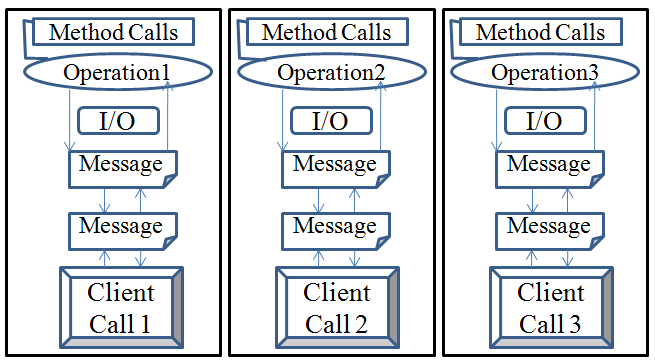 Method Calls
Operation1
I/O
Message
Message
Client
Call 1
Method Calls
Operation2
I/O
Message
Message
Client
Call 2
Method Calls
Operation3
I/O
Message
Message
Client
Call 3